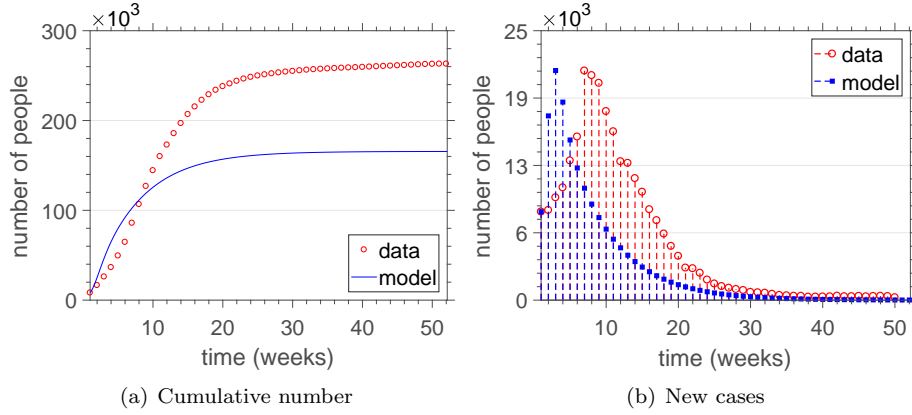 ×10³
300
200
100
0
number of people
10 20 30 40 50
time (weeks)
data
model
(a) Cumulative number
×10³
25
19
13
6
0
number of people
10 20 30 40 50
time (weeks)
data
model
(b) New cases